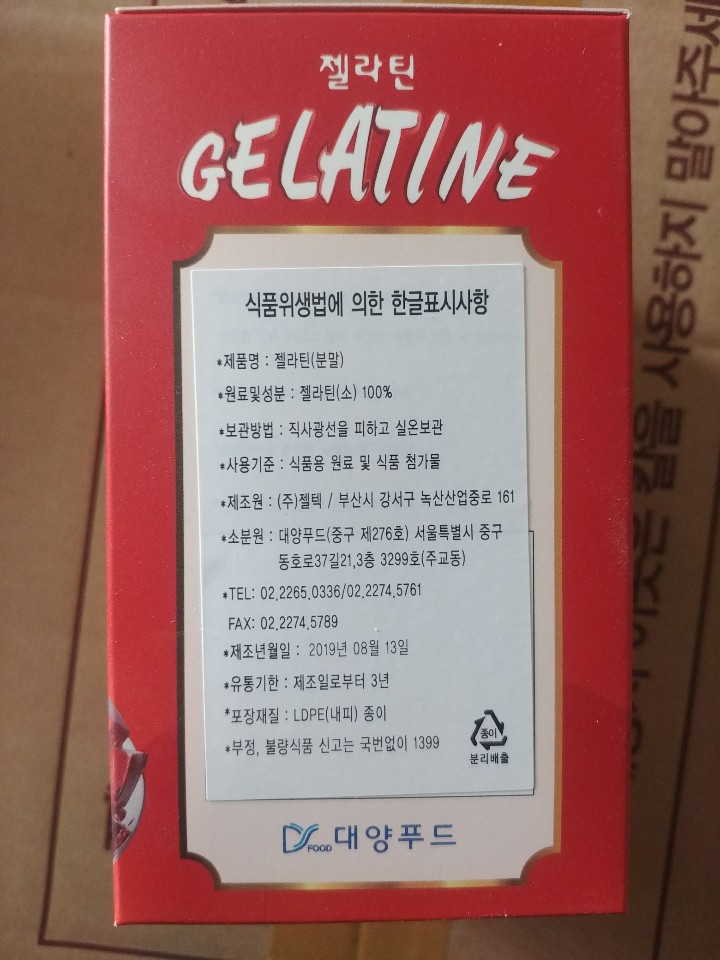 젤라틴
GELATINE
식품위생법에 의한 한글표시사항
*제품명 : 젤라틴(분말)
*원료및성분 : 젤라틴(소) 100%
*보관방법 : 직사광선을 피하고 실온보관
*사용기준 : 식품용 원료 및 식품 첨가물
*제조원 : (주)젤텍 / 부산시 강서구 녹산산업중로 161
*소분원 : 대양푸드(중구 제276호) 서울특별시 중구
동호로37길21,3층 3299호(주교동)
*TEL: 02.2265.0336/02.2274.5761
FAX: 02.2274.5789
*제조년월일 : 2019년 08월 13일
*유통기한 : 제조일로부터 3년
*포장재질 : LDPE(내피) 종이
*부정, 불량식품 신고는 국번없이 1399
종이
분리배출
DS FOOD 대양푸드
칼을 사용하지 말아주세